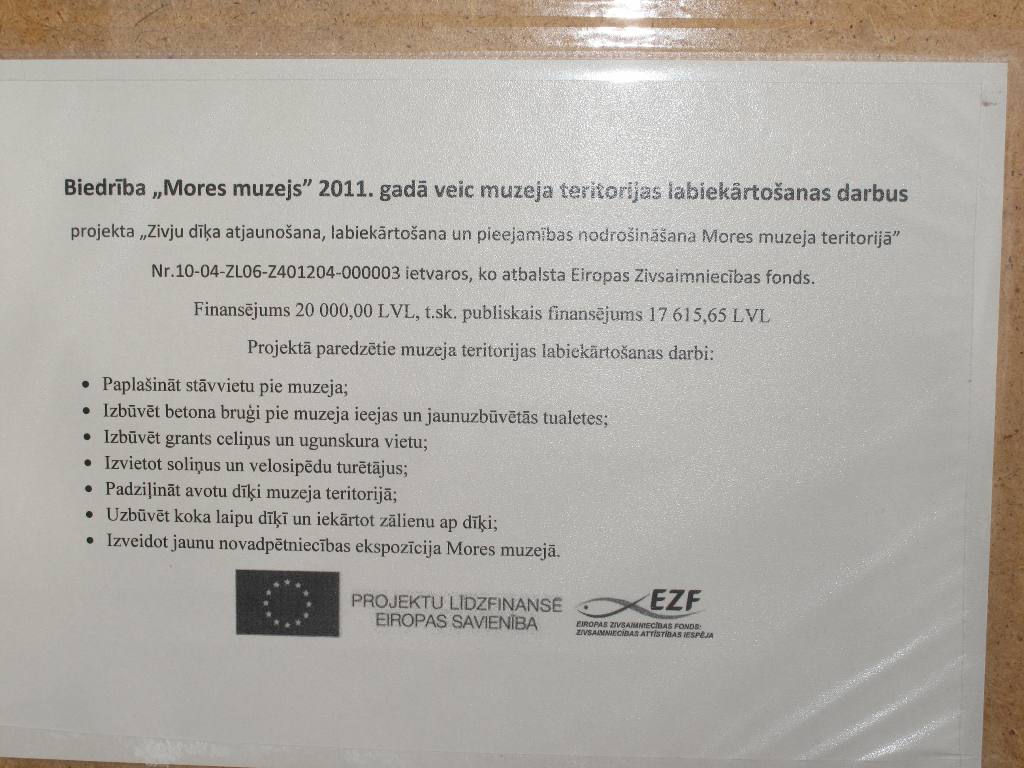 Biedrība „Mores muzejs” 2011. gadā veic muzeja teritorijas labiekārtošanas darbus
projekta „Zivju dīķa atjaunošana, labiekārtošana un pieejamības nodrošināšana Mores muzeja teritorijā”
Nr.10-04-ZL06-Z401204-000003 ietvaros, ko atbalsta Eiropas Zivsaimniecības fonds.
Finansējums 20 000,00 LVL, t.sk. publiskais finansējums 17 615,65 LVL
Projektā paredzētie muzeja teritorijas labiekārtošanas darbi:
• Paplašināt stāvvietu pie muzeja;
• Izbūvēt betona bruģi pie muzeja ieejas un jaunuzbūvētās tualetes;
• Izbūvēt grants celiņus un ugunskura vietu;
• Izvietot soliņus un velosipēdu turētājus;
• Padziļināt avotu dīķi muzeja teritorijā;
• Uzbūvēt koka laipu dīķī un iekārtot zālienu ap dīķi;
• Izveidot jaunu novadpētniecības ekspozīcija Mores muzejā.
PROJEKTU LĪDZFINANSĒ
EIROPAS SAVIENĪBA
EZF
EIROPAS ZIVSAIMNIECĪBAS FONDS:
ZIVSAIMNIECĪBAS ATTĪSTĪBAS IESPĒJA